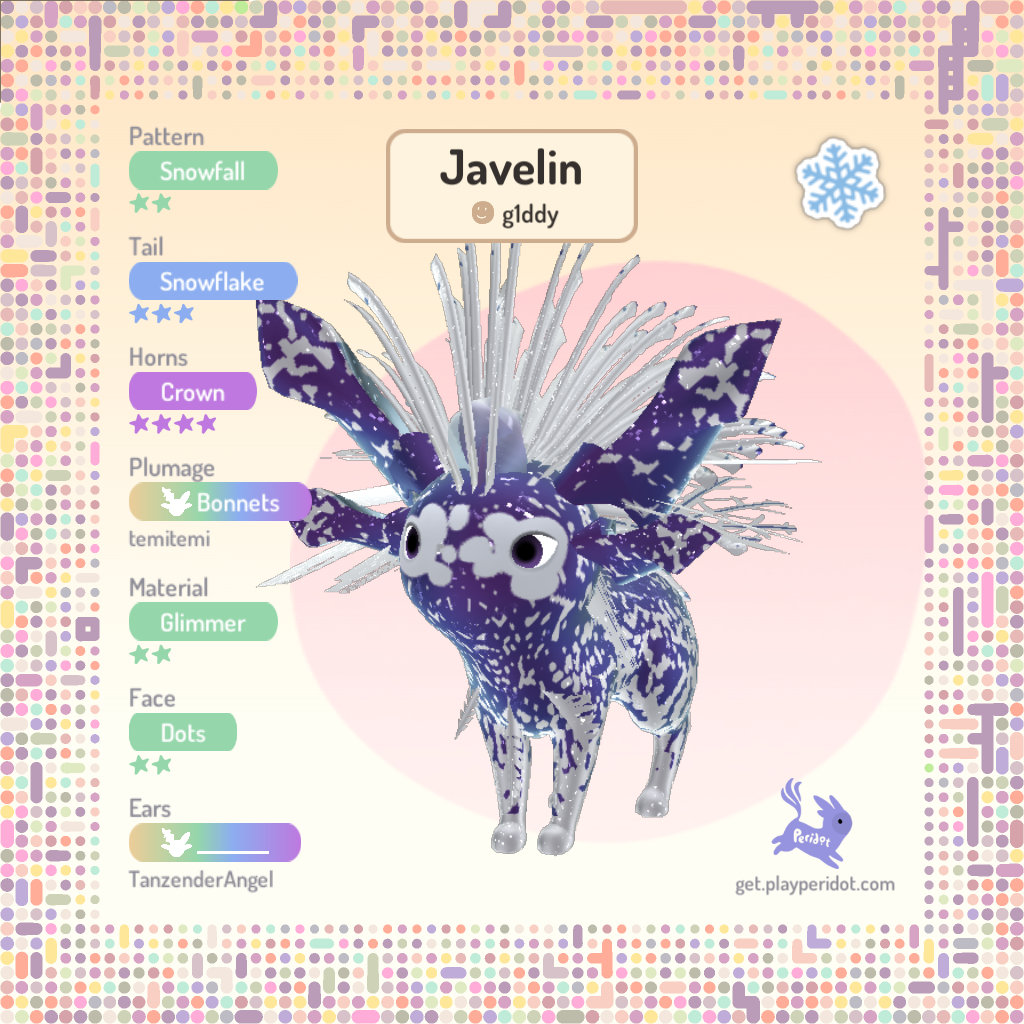 Javelin
g1ddy
Pattern
Snowfall
Tail
Snowflake
Horns
Crown
Plumage
Bonnets
temitemi
Material
Glimmer
Face
Dots
Ears
TanzenderAngel
Peridot
get.playperidot.com